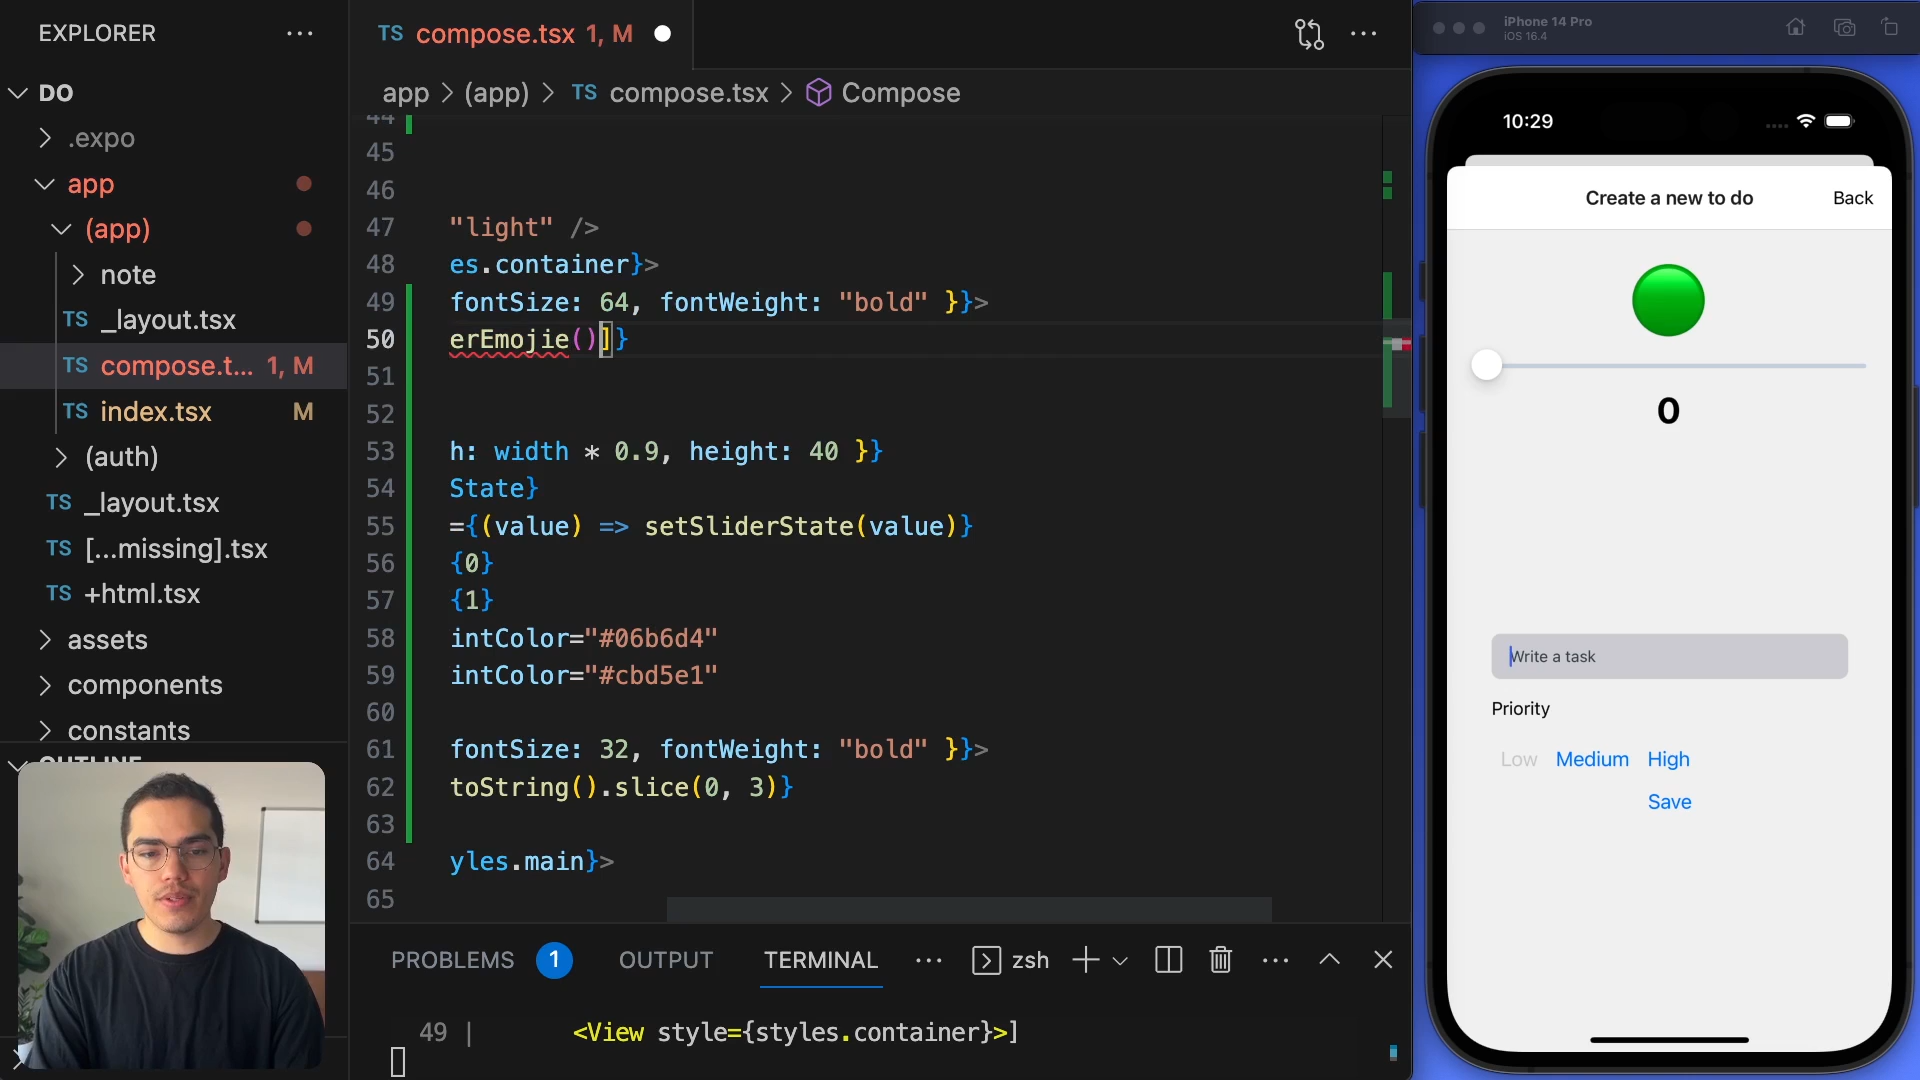 EXPLORER
DO
.expo
app
(app)
note
TS _layout.tsx
TS compose.t... 1, M
TS index.tsx M
(auth)
TS _layout.tsx
TS [...missing].tsx
TS +html.tsx
assets
components
constants
OUTLINE
TS compose.tsx 1, M
app > (app) > TS compose.tsx > Compose
44
45
46
47 "light" />
48 es.container}>
49 fontSize: 64, fontWeight: "bold" }}>
50 erEmojie()]}
51
52
53 h: width * 0.9, height: 40 }}
54 State}
55 ={(value) => setSliderState(value)}
56 {0}
57 {1}
58 intColor="#06b6d4"
59 intColor="#cbd5e1"
60
61 fontSize: 32, fontWeight: "bold" }}>
62 toString().slice(0, 3)}
63
64 yles.main}>
65
PROBLEMS 1 OUTPUT TERMINAL zsh
49 | <View style={styles.container}>]
iPhone 14 Pro
iOS 16.4
10:29
Create a new to do Back
0
Write a task
Priority
Low Medium High
Save